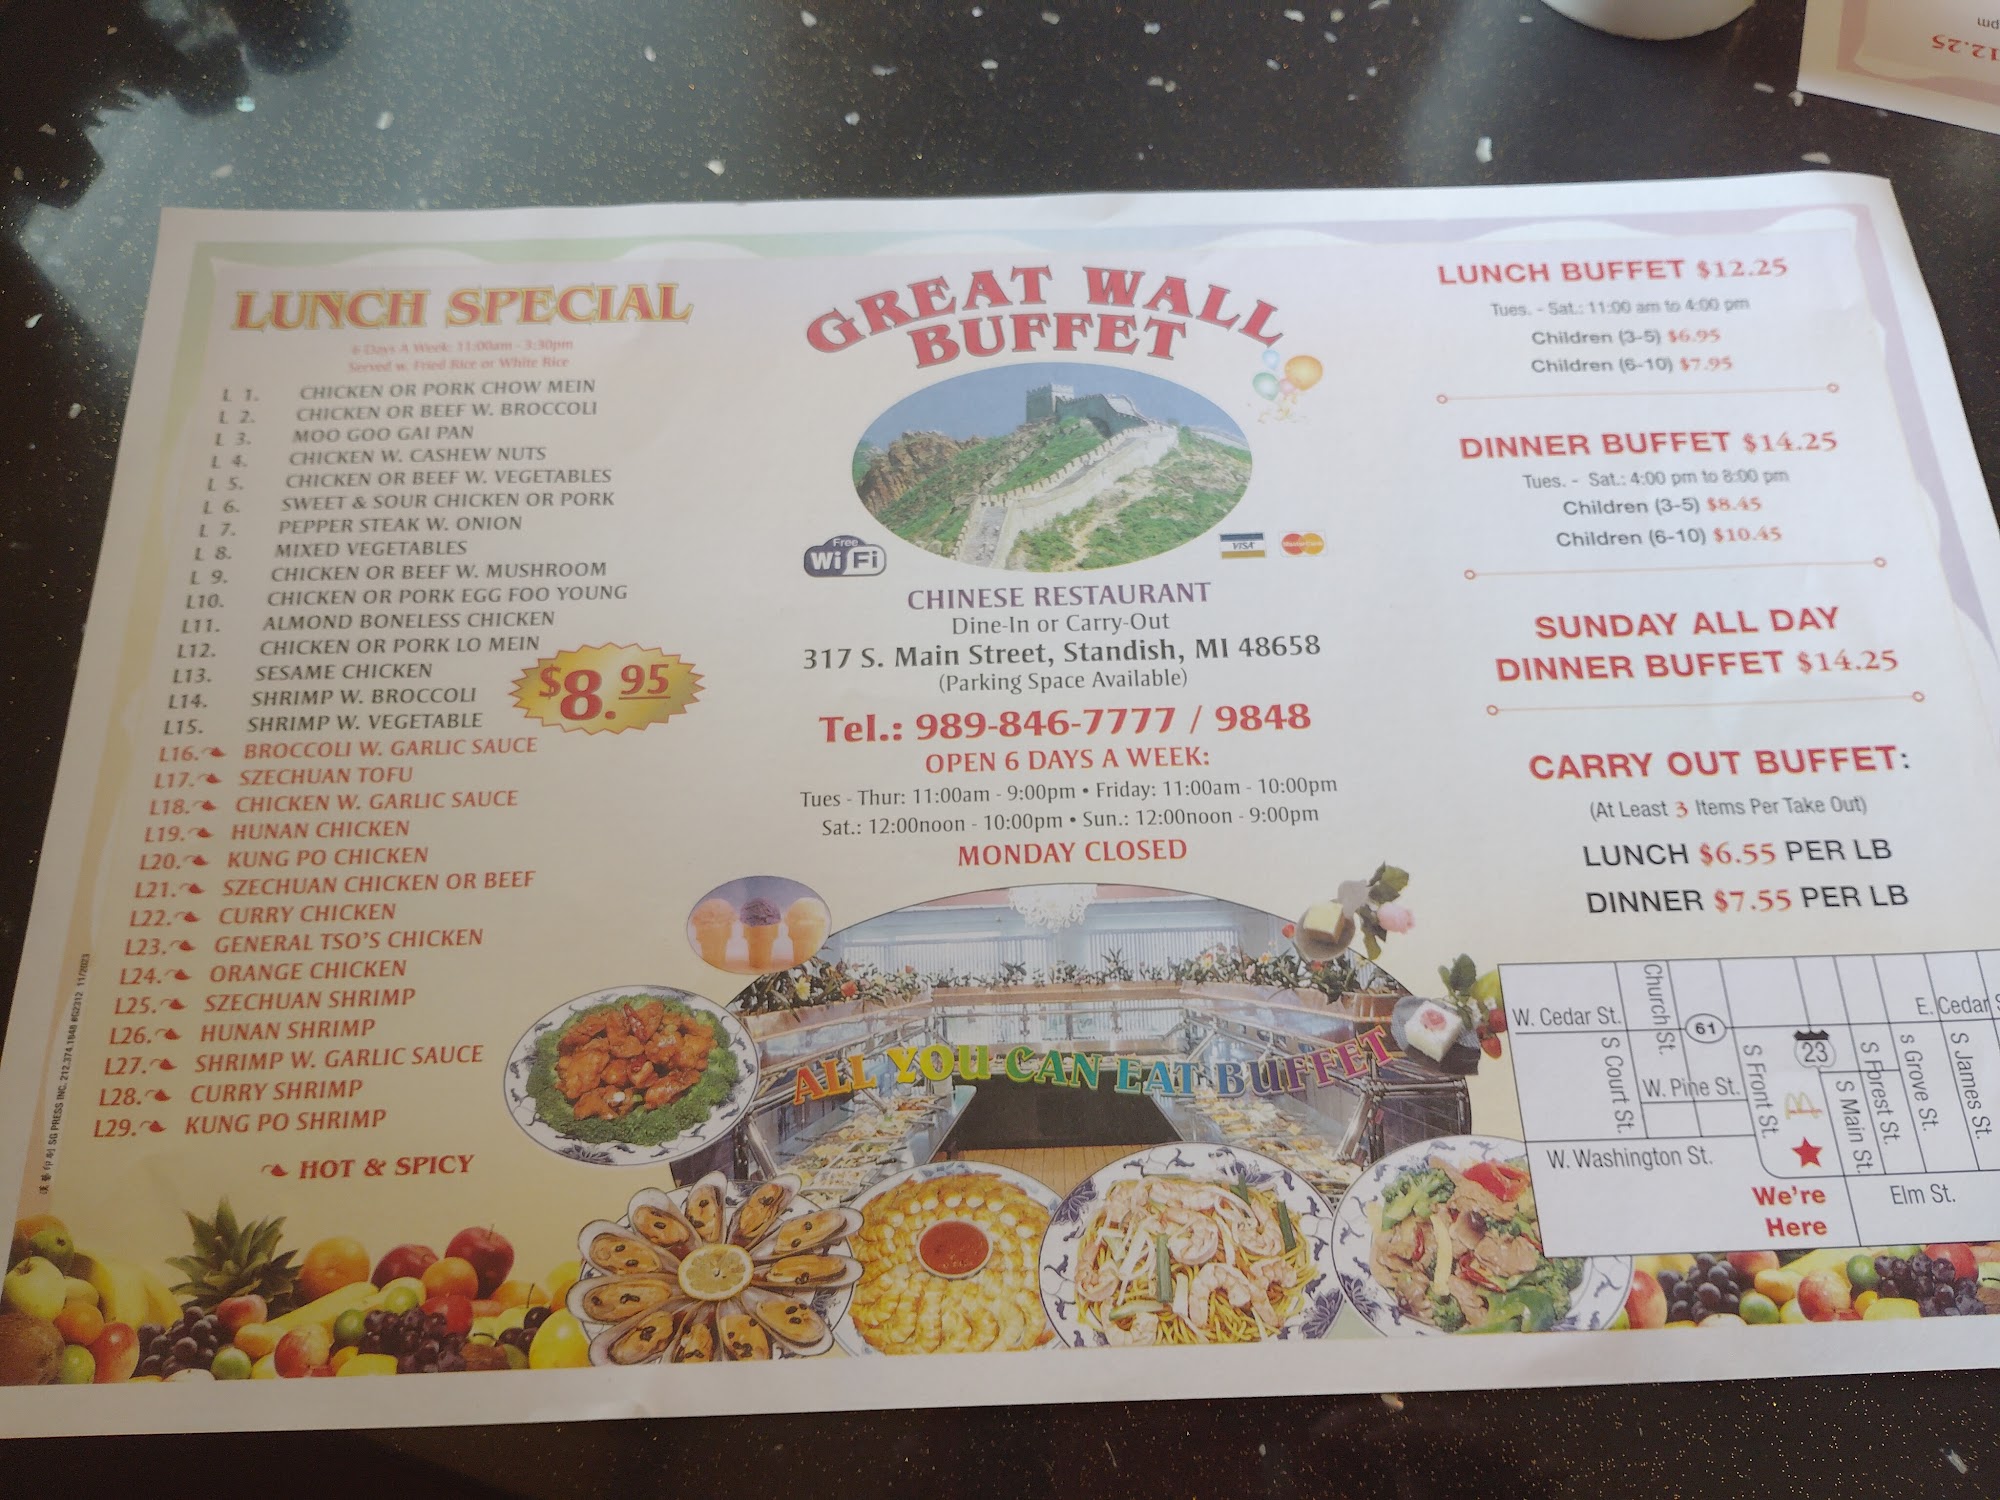 LUNCH SPECIAL
6 Days A Week: 11:00am - 3:30pm
Served w. Fried Rice or White Rice
L 1. CHICKEN OR PORK CHOW MEIN
L 2. CHICKEN OR BEEF W. BROCCOLI
L 3. MOO GOO GAI PAN
L 4. CHICKEN W. CASHEW NUTS
L 5. CHICKEN OR BEEF W. VEGETABLES
L 6. SWEET & SOUR CHICKEN OR PORK
L 7. PEPPER STEAK W. ONION
L 8. MIXED VEGETABLES
L 9. CHICKEN OR BEEF W. MUSHROOM
L10. CHICKEN OR PORK EGG FOO YOUNG
L11. ALMOND BONELESS CHICKEN
L12. CHICKEN OR PORK LO MEIN
L13. SESAME CHICKEN
L14. SHRIMP W. BROCCOLI
L15. SHRIMP W. VEGETABLE
L16. BROCCOLI W. GARLIC SAUCE
L17. SZECHUAN TOFU
L18. CHICKEN W. GARLIC SAUCE
L19. HUNAN CHICKEN
L20. KUNG PO CHICKEN
L21. SZECHUAN CHICKEN OR BEEF
L22. CURRY CHICKEN
L23. GENERAL TSO'S CHICKEN
L24. ORANGE CHICKEN
L25. SZECHUAN SHRIMP
L26. HUNAN SHRIMP
L27. SHRIMP W. GARLIC SAUCE
L28. CURRY SHRIMP
L29. KUNG PO SHRIMP
HOT & SPICY
$8.95
SG PRESS INC. 212.374.1848 #62312 11/2023
GREAT WALL
BUFFET
Free
Wi Fi
VISA
MasterCard
CHINESE RESTAURANT
Dine-In or Carry-Out
317 S. Main Street, Standish, MI 48658
(Parking Space Available)
Tel.: 989-846-7777 / 9848
OPEN 6 DAYS A WEEK:
Tues - Thur: 11:00am - 9:00pm • Friday: 11:00am - 10:00pm
Sat.: 12:00noon - 10:00pm • Sun.: 12:00noon - 9:00pm
MONDAY CLOSED
ALL YOU CAN EAT BUFFET
LUNCH BUFFET $12.25
Tues. - Sat.: 11:00 am to 4:00 pm
Children (3-5) $6.95
Children (6-10) $7.95
DINNER BUFFET $14.25
Tues. - Sat.: 4:00 pm to 8:00 pm
Children (3-5) $8.45
Children (6-10) $10.45
SUNDAY ALL DAY
DINNER BUFFET $14.25
CARRY OUT BUFFET:
(At Least 3 Items Per Take Out)
LUNCH $6.55 PER LB
DINNER $7.55 PER LB
W. Cedar St.
Church St.
61
E. Cedar S
S Court St.
W. Pine St.
S Front St.
23
S Main St.
S Forest St.
S Grove St.
S James St.
W. Washington St.
We're
Here
Elm St.
12.25
pm